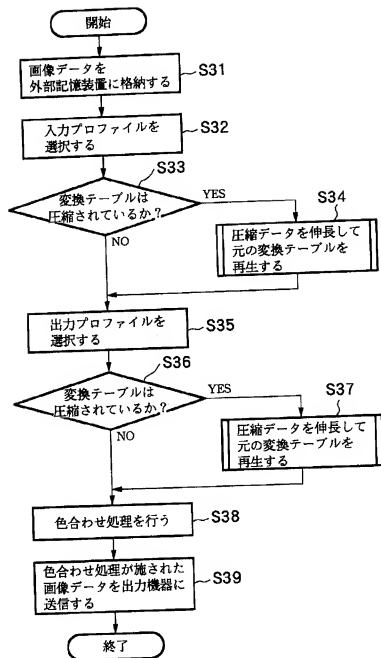 開始
画像データを
外部記憶装置に格納する
S31
入力プロファイルを
選択する
S32
S33
変換テーブルは
圧縮されているか?
YES
NO
S34
圧縮データを伸長して
元の変換テーブルを
再生する
出力プロファイルを
選択する
S35
S36
変換テーブルは
圧縮されているか?
YES
NO
S37
圧縮データを伸長して
元の変換テーブルを
再生する
色合わせ処理を行う
S38
色合わせ処理が施された
画像データを出力機器に
送信する
S39
終了